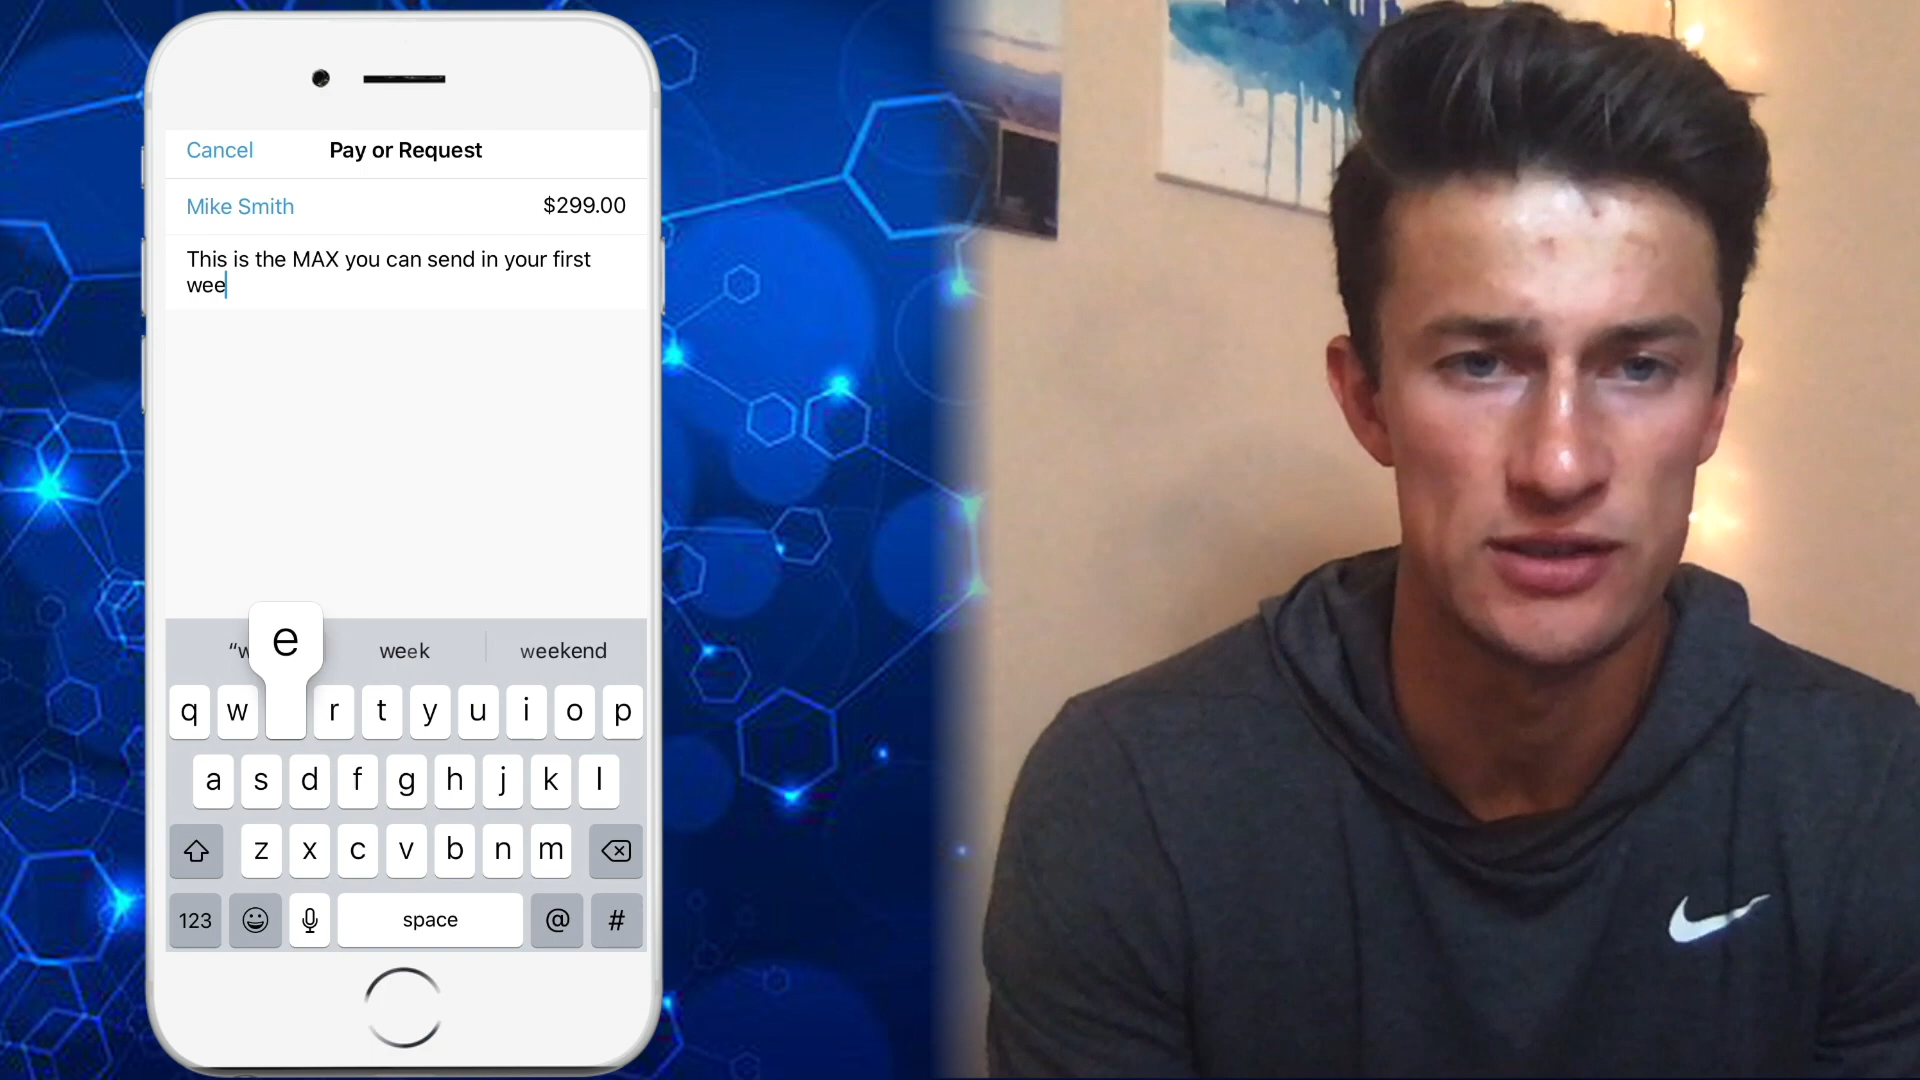 Cancel Pay or Request
Mike Smith $299.00
This is the MAX you can send in your first
wee
“w e week weekend
q w r t y u i o p
a s d f g h j k l
z x c v b n m
123 space @ #